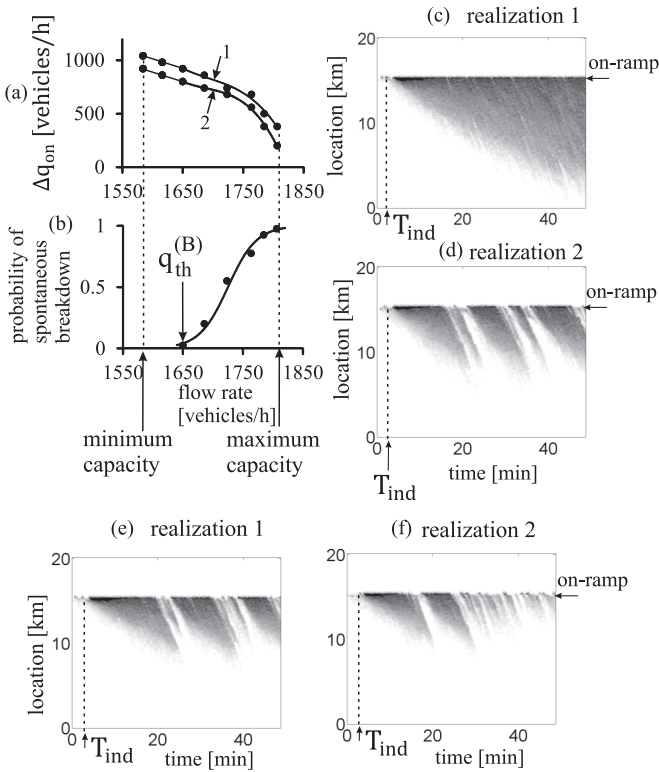 (a)
Δq_on [vehicles/h]
1000
500
0
1
2
1550 1650 1750 1850
(b)
probability of
spontaneous
breakdown
1
0.5
0
q_th^(B)
1550 1650 1750 1850
flow rate
[vehicles/h]
minimum
capacity
maximum
capacity
(c) realization 1
location [km]
20
10
0
on-ramp
0 20 40
T_ind
(d) realization 2
location [km]
20
10
0
on-ramp
0 20 40
T_ind
time [min]
(e) realization 1
location [km]
20
10
0
0 20 40
T_ind
time [min]
(f) realization 2
location [km]
20
10
0
on-ramp
0 20 40
T_ind
time [min]